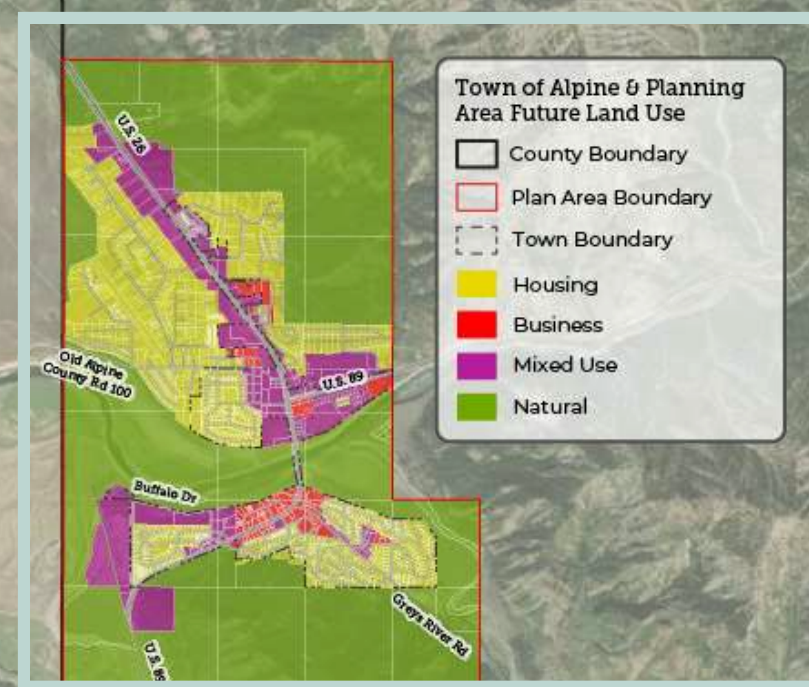 Town of Alpine & Planning
Area Future Land Use
County Boundary
Plan Area Boundary
Town Boundary
Housing
Business
Mixed Use
Natural
U.S. 26
Old Alpine
County Rd 100
U.S. 89
Buffalo Dr
Greys River Rd
U.S. 89